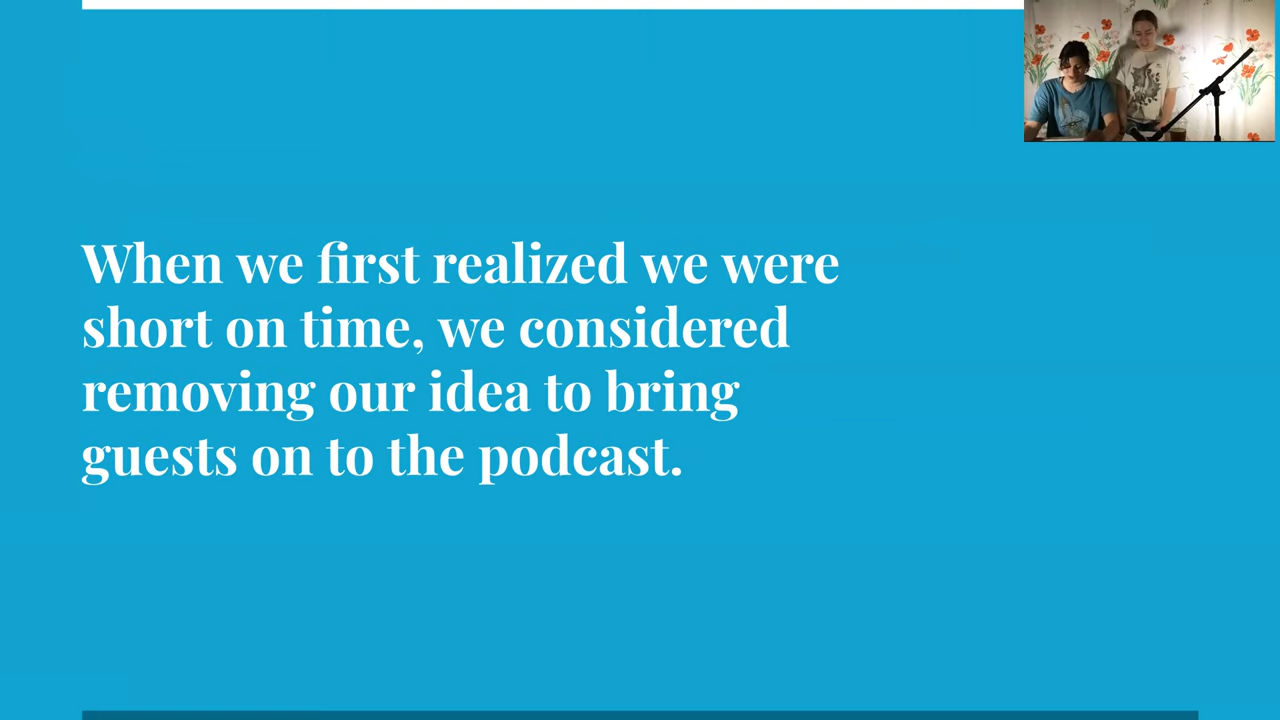 When we first realized we were
short on time, we considered
removing our idea to bring
guests on to the podcast.